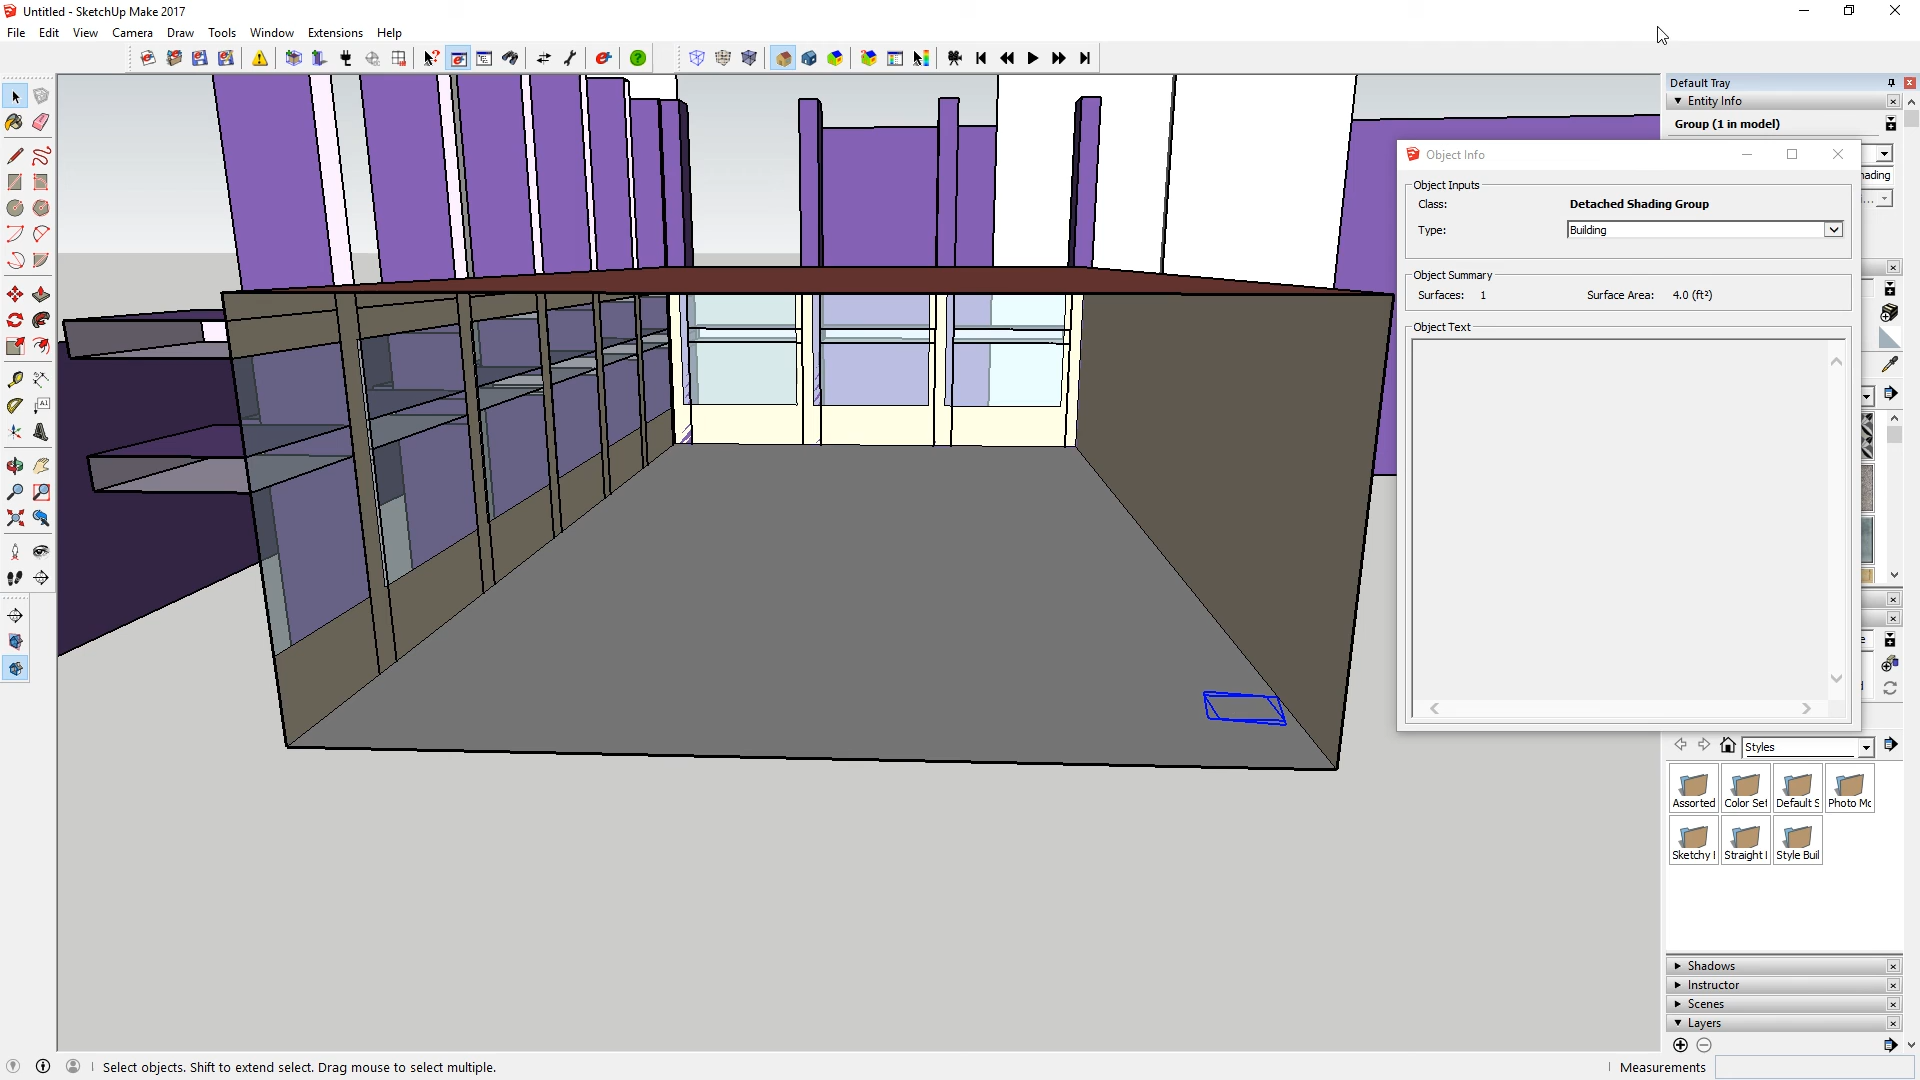 Untitled - SketchUp Make 2017
File Edit View Camera Draw Tools Window Extensions Help
Default Tray
Entity Info
Group (1 in model)
Object Info
Object Inputs
Class: Detached Shading Group
Type: Building
Object Summary
Surfaces: 1 Surface Area: 4.0 (ft²)
Object Text
Styles
Assorted Color Set Default S Photo Mo
Sketchy I Straight l Style Buil
Shadows
Instructor
Scenes
Layers
Select objects. Shift to extend select. Drag mouse to select multiple.
Measurements